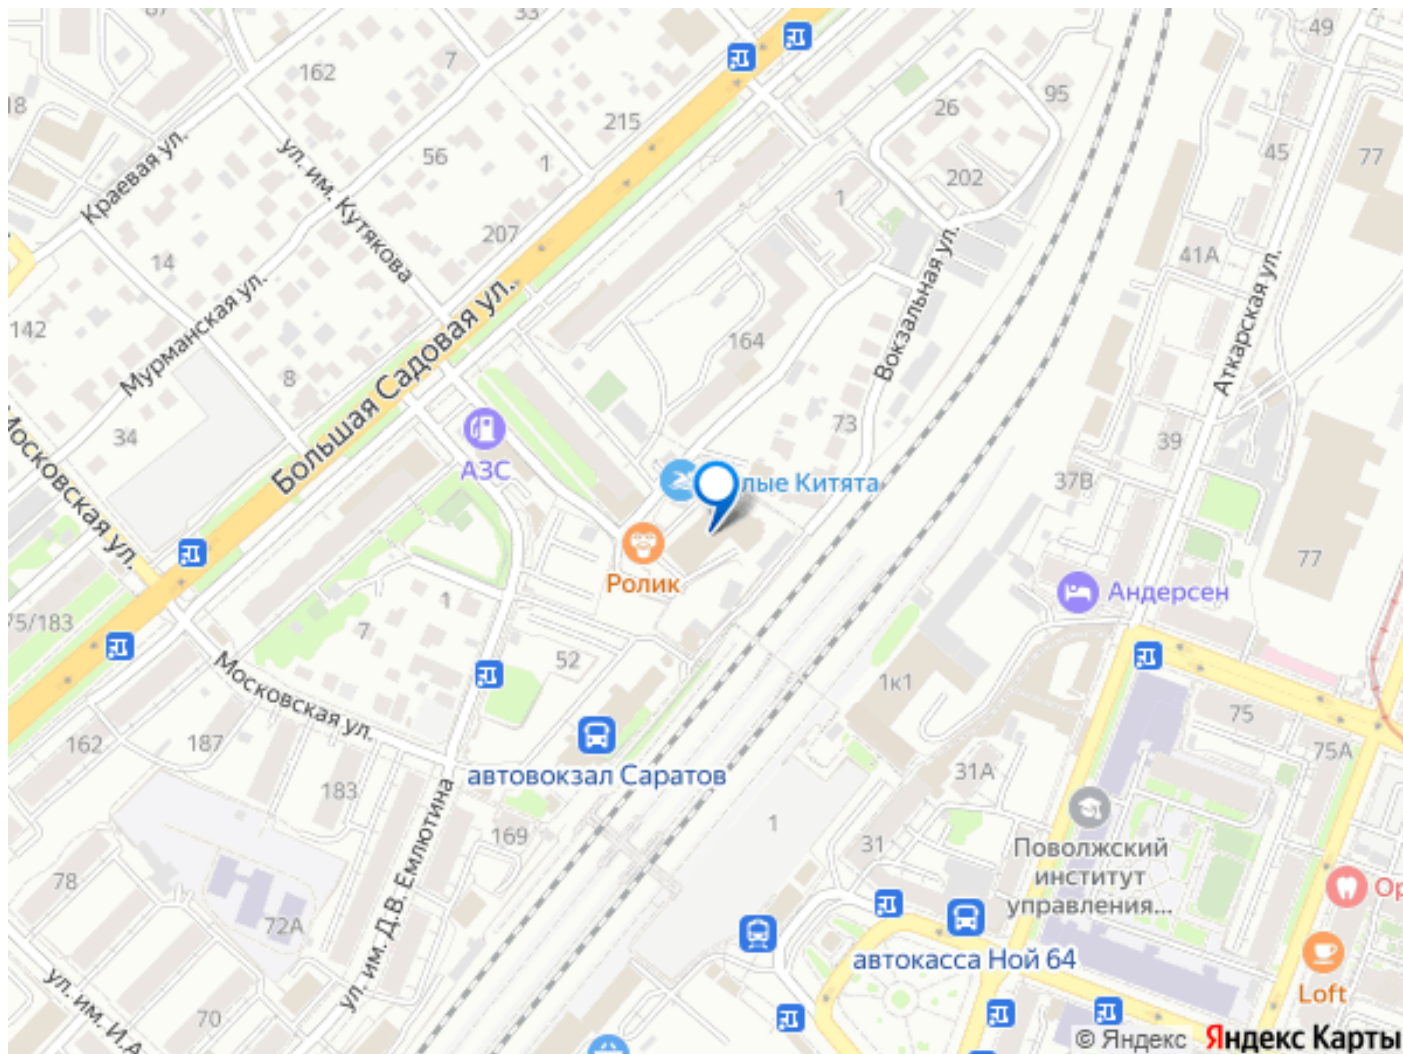 33
49
162
7
95
18
26
215
77
45
56
1
Краевая ул.
ул. им. Кутякова
202
1
207
14
41А
Мурманская ул.
Большая Садовая ул.
Вокзальная ул.
Аткарская ул.
142
164
8
34
73
39
Московская ул.
АЗС
37В
лые Китята
77
Ролик
Андерсен
75/183
1
7
52
Московская ул.
1к1
75
162
187
75А
автовокзал Саратов
31А
183
ул. им. Д.В. Емлютина
169
1
31
Поволжский
институт
управления...
78
72А
Ор
автокасса Ной 64
ул. им. И.А
70
Loft
© Яндекс Яндекс Карты